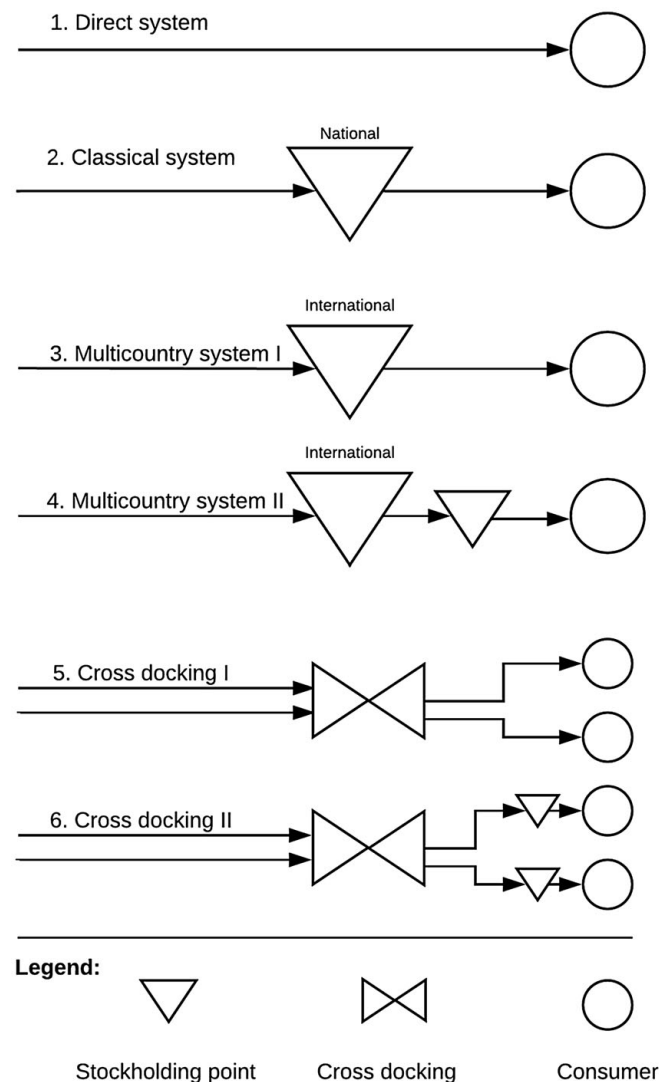 1. Direct system
National
2. Classical system
International
3. Multicountry system I
International
4. Multicountry system II
5. Cross docking I
6. Cross docking II
Legend:
Stockholding point
Cross docking
Consumer